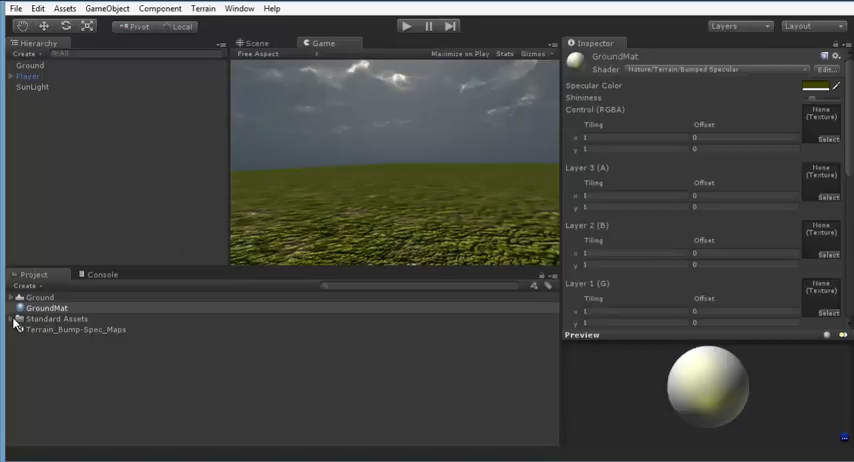 File Edit Assets GameObject Component Terrain Window Help
Pivot Local
Layers Layout
Hierarchy
Create All
Ground
Player
SunLight
Scene Game
Free Aspect Maximize on Play Stats Gizmos
Inspector
GroundMat
Shader Nature/Terrain/Bumped Specular Edit...
Specular Color
Shininess
Control (RGBA)
None
(Texture)
Tiling Offset
x 1 0
y 1 0
Select
Layer 3 (A)
None
(Texture)
Tiling Offset
x 1 0
y 1 0
Select
Layer 2 (B)
None
(Texture)
Tiling Offset
x 1 0
y 1 0
Select
Layer 1 (G)
None
(Texture)
Tiling Offset
x 1 0
y 1 0
Select
Preview
Project Console
Create
Ground
GroundMat
Standard Assets
Terrain_Bump-Spec_Maps